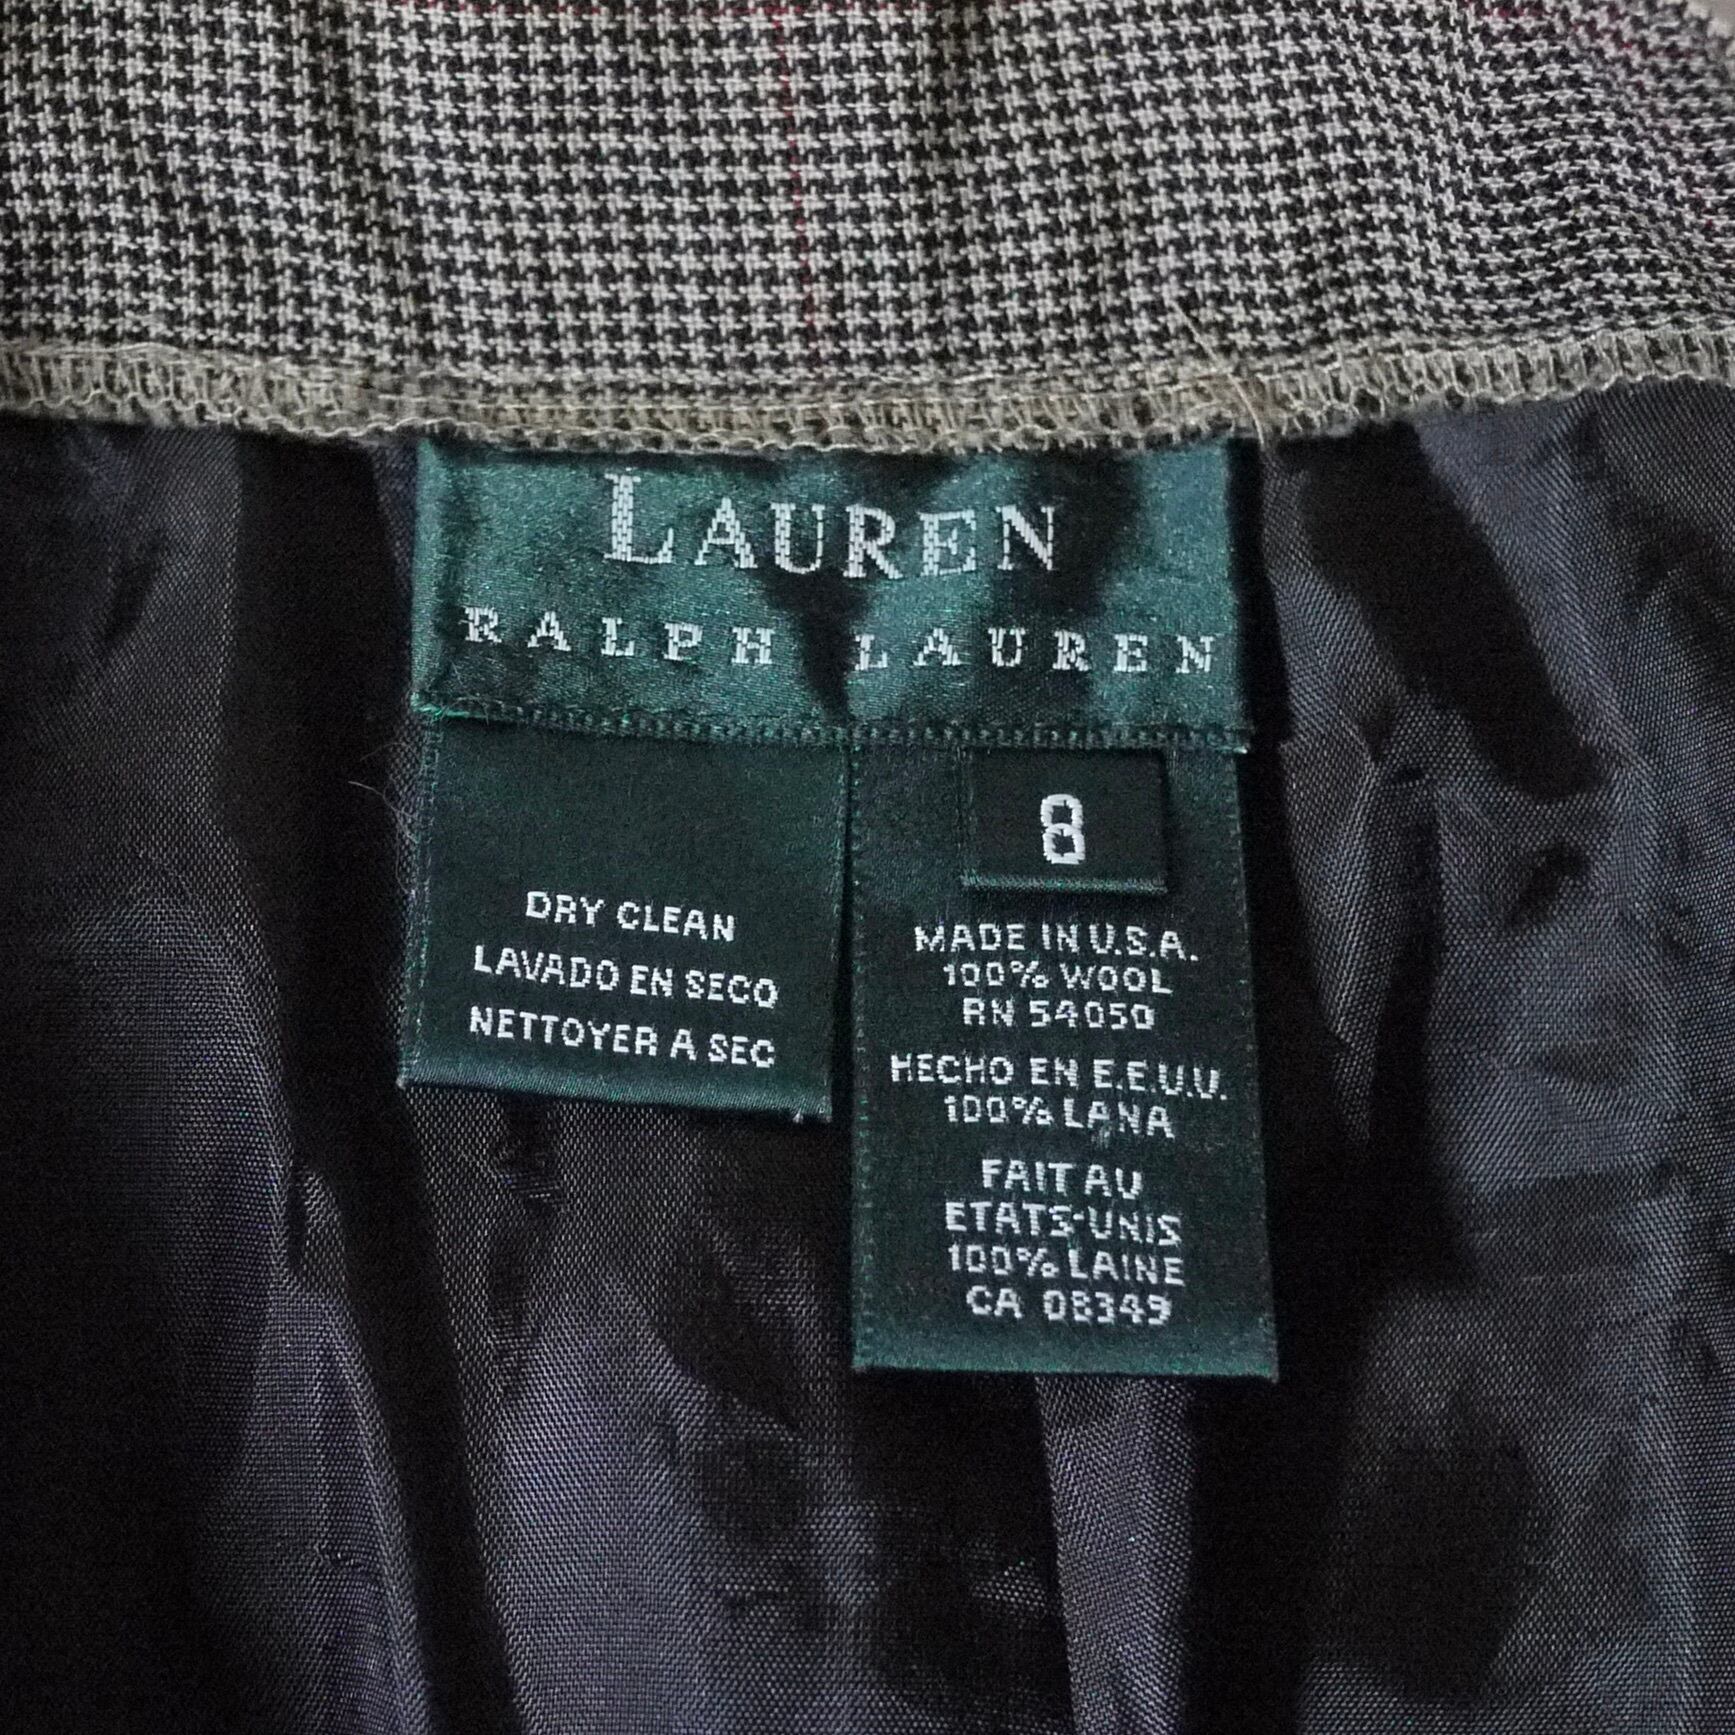 LAUREN
RALPH LAUREN
DRY CLEAN
LAVADO EN SECO
NETTOYER A SEC
8
MADE IN U.S.A.
100% WOOL
RN 54050
HECHO EN E.E.U.U.
100% LANA
FAIT AU
ETATS-UNIS
100% LAINE
CA 08349